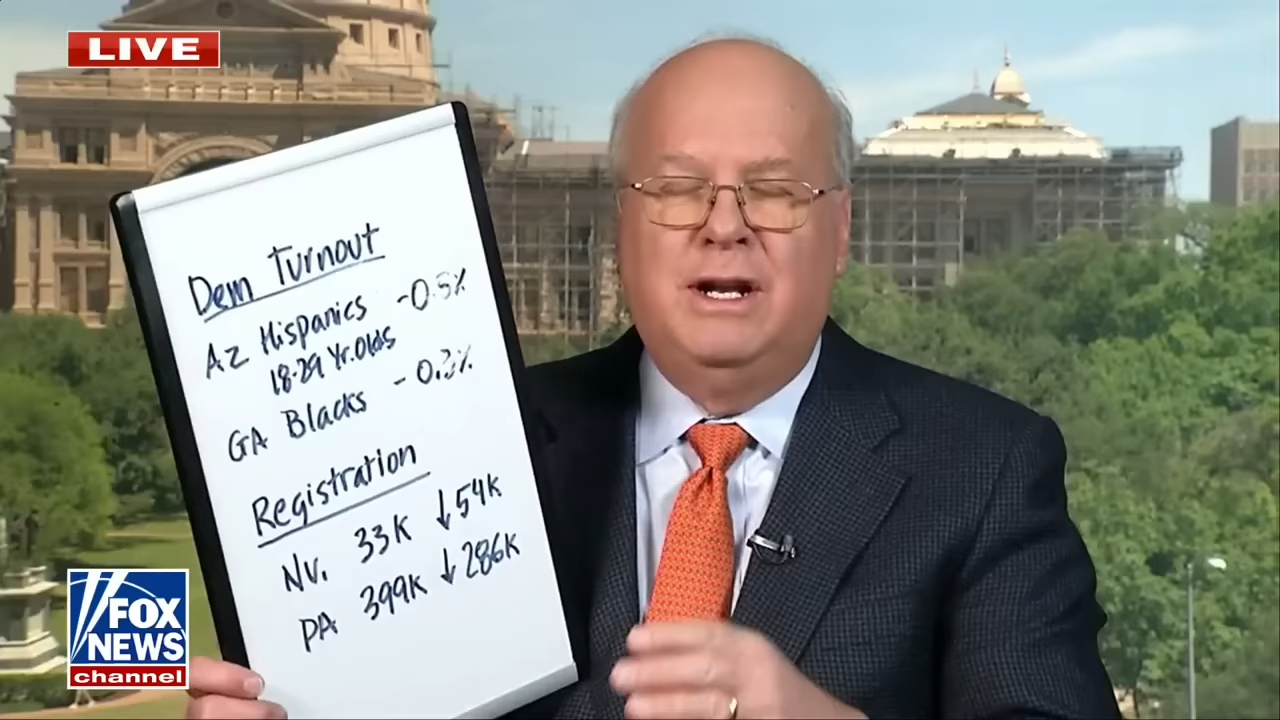 LIVE
Dem Turnout
AZ Hispanics -0.5%
18-29 Yr.Olds
GA Blacks -0.3%
Registration
NV. 33K ↓54K
PA 399K ↓286K
FOX
NEWS
channel